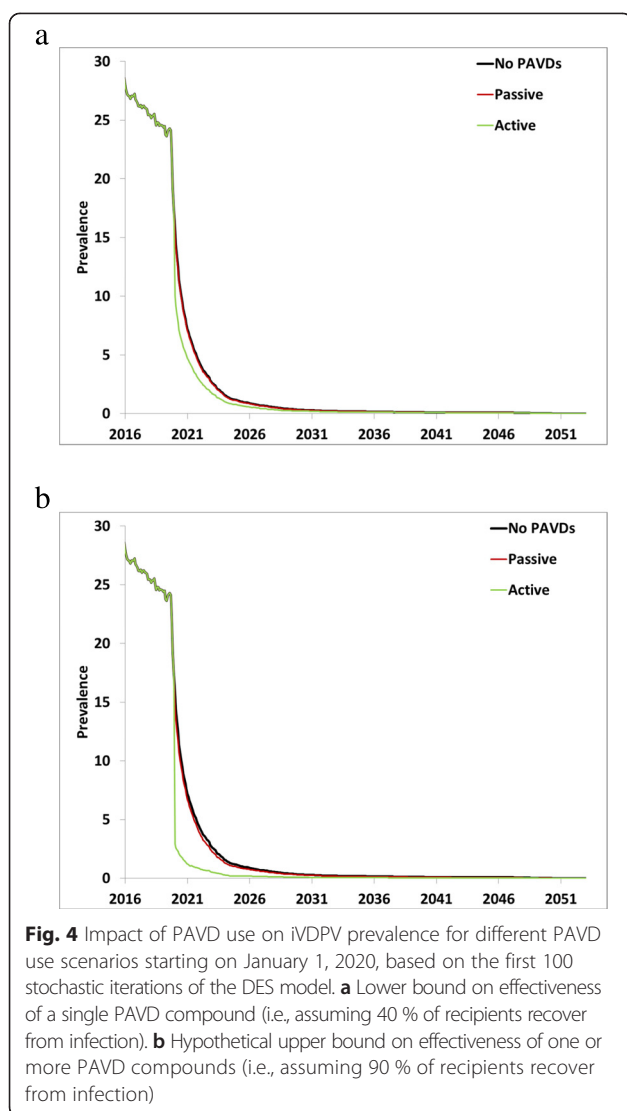 a
30
25
20
15
10
5
0
Prevalence
No PAVDs
Passive
Active
2016 2021 2026 2031 2036 2041 2046 2051
b
30
25
20
15
10
5
0
Prevalence
No PAVDs
Passive
Active
2016 2021 2026 2031 2036 2041 2046 2051
Fig. 4 Impact of PAVD use on iVDPV prevalence for different PAVD
use scenarios starting on January 1, 2020, based on the first 100
stochastic iterations of the DES model. a Lower bound on effectiveness
of a single PAVD compound (i.e., assuming 40 % of recipients recover
from infection). b Hypothetical upper bound on effectiveness of one or
more PAVD compounds (i.e., assuming 90 % of recipients recover
from infection)